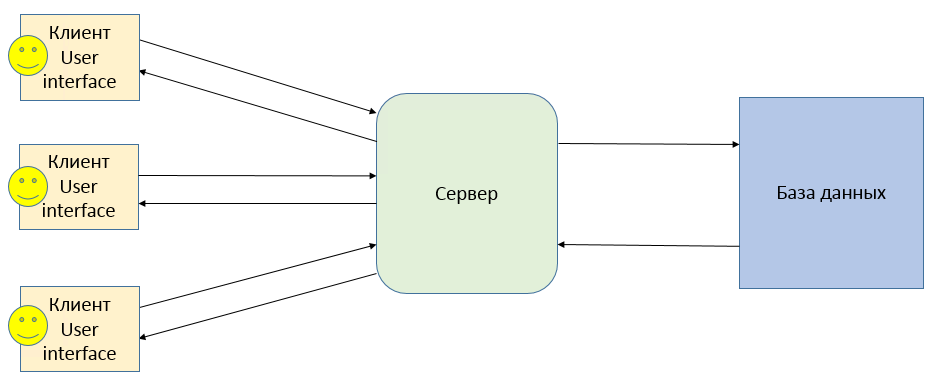 Клиент
User
interface
Клиент
User
interface
Клиент
User
interface
Сервер
База данных